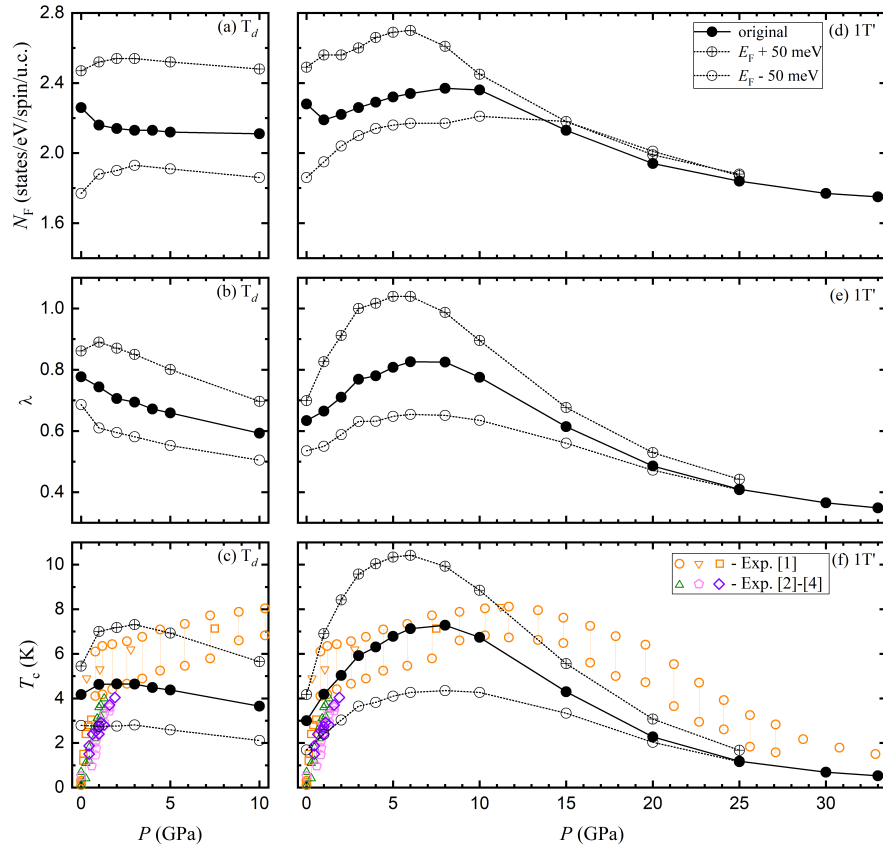 (a) T_d
(d) 1T'
original
E_F + 50 meV
E_F - 50 meV
N_F (states/eV/spin/u.c.)
2.8
2.4
2.0
1.6
1.2
(b) T_d
(e) 1T'
λ
1.0
0.8
0.6
0.4
(c) T_d
(f) 1T'
- Exp. [1]
- Exp. [2]-[4]
T_c (K)
10
8
6
4
2
0
0 5 10
0 5 10 15 20 25 30
P (GPa)
P (GPa)